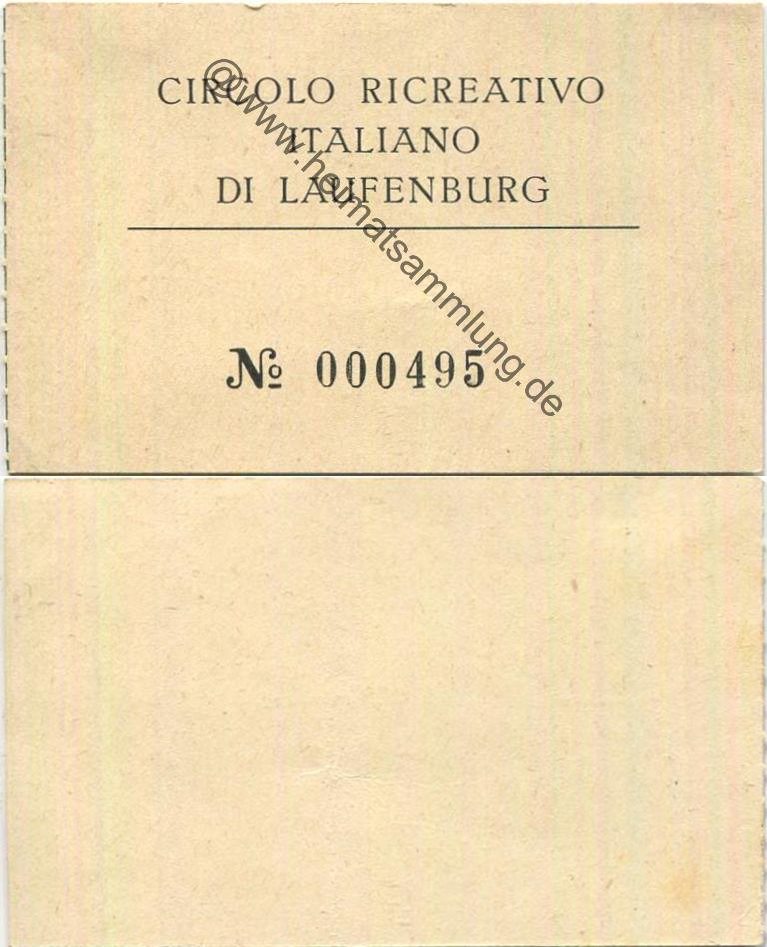 CIRCOLO RICREATIVO
ITALIANO
DI LAUFENBURG
№ 000495
@www.heimatsammlung.de